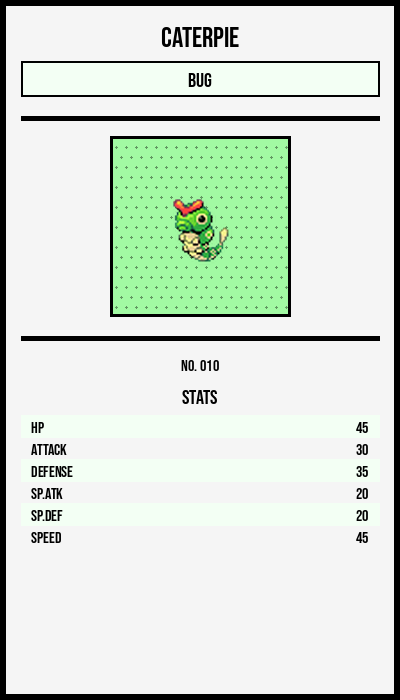 CATERPIE
BUG
NO. 010
STATS
HP 45
ATTACK 30
DEFENSE 35
SP.ATK 20
SP.DEF 20
SPEED 45